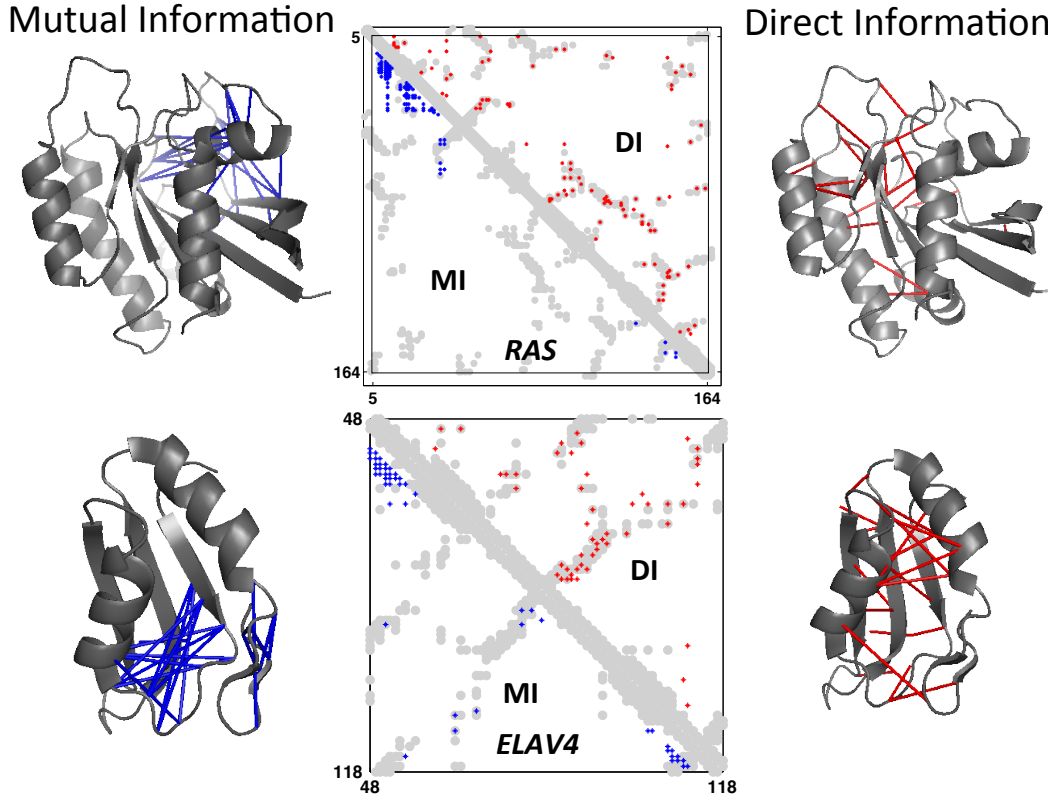 Mutual Information
Direct Information
5
DI
MI
RAS
164
5
164
48
DI
MI
ELAV4
118
48
118